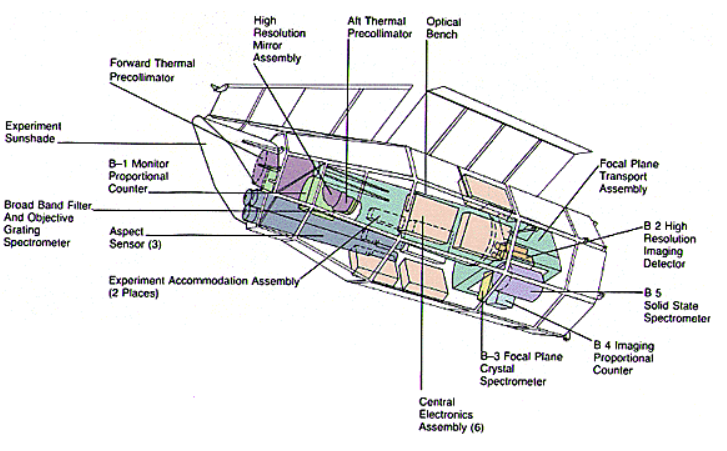 High
Resolution
Mirror
Assembly
Aft Thermal
Precollimator
Optical
Bench
Forward Thermal
Precollimator
Experiment
Sunshade
B-1 Monitor
Proportional
Counter
Broad Band Filter
And Objective
Grating
Spectrometer
Aspect
Sensor (3)
Experiment Accommodation Assembly
(2 Places)
Focal Plane
Transport
Assembly
B 2 High
Resolution
Imaging
Detector
B 5
Solid State
Spectrometer
B 4 Imaging
Proportional
Counter
B-3 Focal Plane
Crystal
Spectrometer
Central
Electronics
Assembly (6)